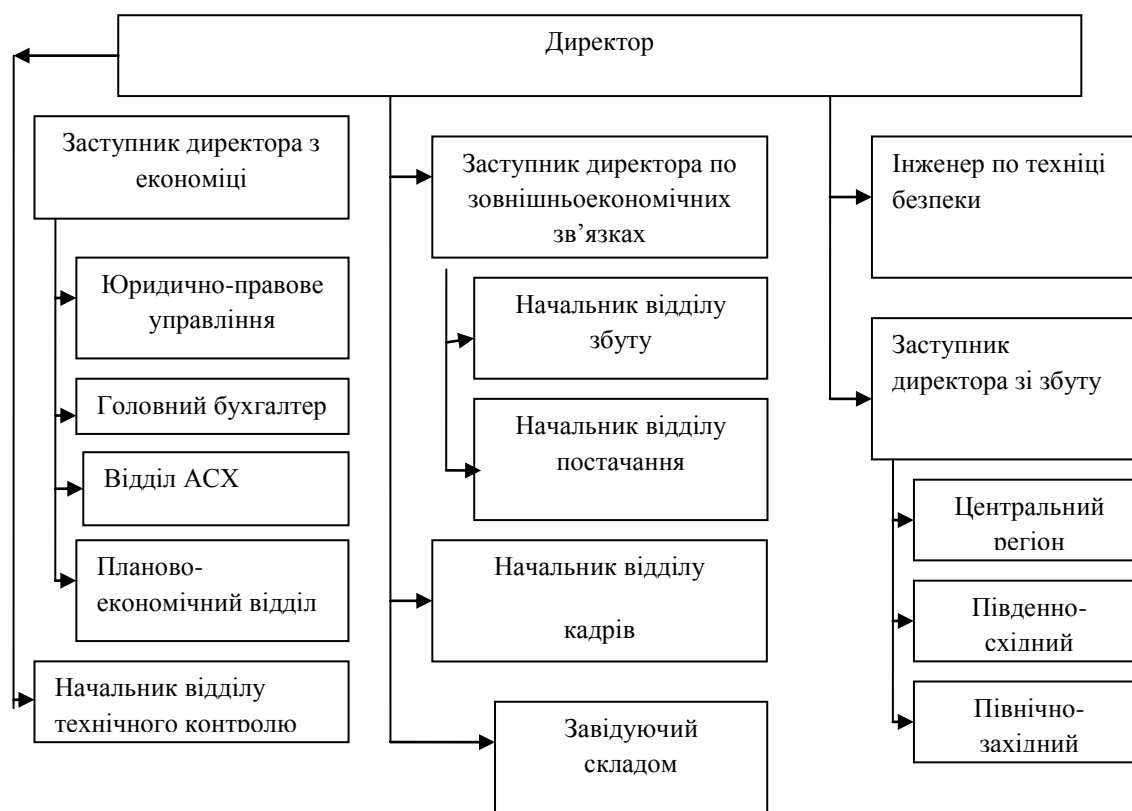 Директор
Заступник директора з
економіці
Юридично-правове
управління
Головний бухгалтер
Відділ АСХ
Планово-
економічний відділ
Начальник відділу
технічного контролю
Заступник директора по
зовнішньоекономічних
зв’язках
Начальник відділу
збуту
Начальник відділу
постачання
Начальник відділу
кадрів
Завідуючий
складом
Інженер по техніці
безпеки
Заступник
директора зі збуту
Центральний
регіон
Південно-
східний
Північно-
західний